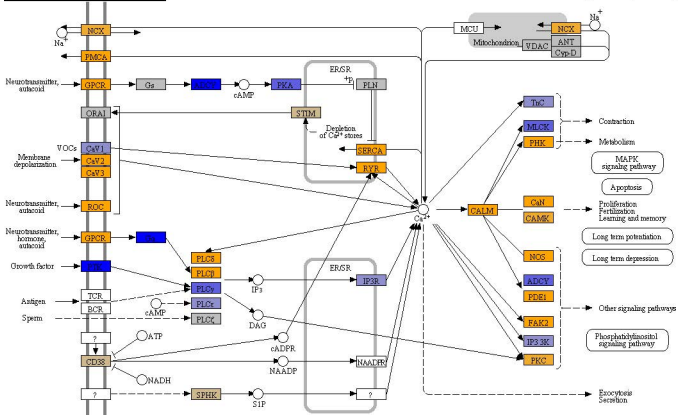 NCX
Na+
PMCA
Neurotransmitter,
autacoid
GPCR
Gs
cAMP
PKA
ER/SR
+p
PLN
ORAI
STIM
Depletion
of Ca2+ stores
VOCs
CaV1
Membrane
depolarization
CaV2
CaV3
SERCA
RYR
Neurotransmitter,
autacoid
ROC
Neurotransmitter,
hormone,
autacoid
GPCR
Growth factor
PLCδ
PLCβ
PLCγ
PLCε
PLCζ
IP3
ER/SR
IP3R
Antigen
TCR
BCR
cAMP
Sperm
DAG
?
ATP
cADPR
CD38
NAADP
NAADPR
NADH
?
SPHK
S1P
?
MCU
Mitochondrion
VDAC
NCX
ANT
Cyp-D
Na+
Ca2+
CALM
TnC
MLCK
PHK
Contraction
Metabolism
MAPK
signaling pathway
Apoptosis
CaN
CAMK
Proliferation
Fertilization
Learning and memory
Long term potentiation
Long term depression
NOS
ADCY
PDE1
FAK2
IP3 3K
PKC
Other signaling pathways
Phosphatidylinositol
signaling pathway
Exocytosis
Secretion